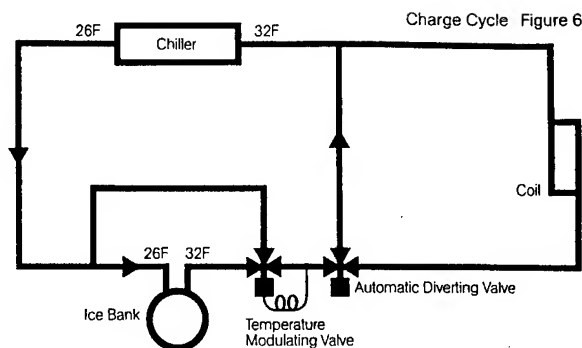 Charge Cycle Figure 6
26F
Chiller
32F
Coil
26F
32F
Ice Bank
Temperature
Modulating Valve
Automatic Diverting Valve